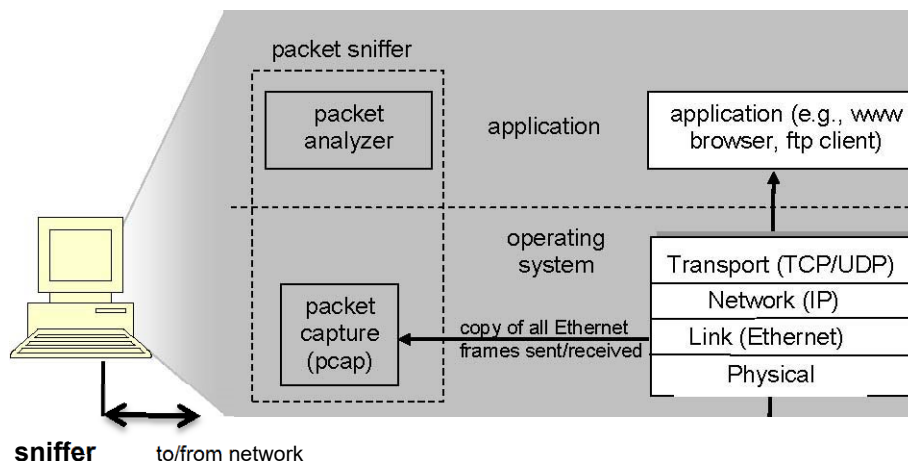 packet sniffer
packet
analyzer
application
application (e.g., www
browser, ftp client)
operating
system
packet
capture
(pcap)
copy of all Ethernet
frames sent/received
Transport (TCP/UDP)
Network (IP)
Link (Ethernet)
Physical
sniffer
to/from network